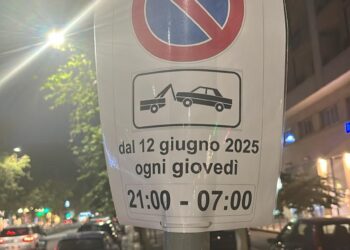 dal 12 giugno 2025
ogni giovedì
21:00 - 07:00